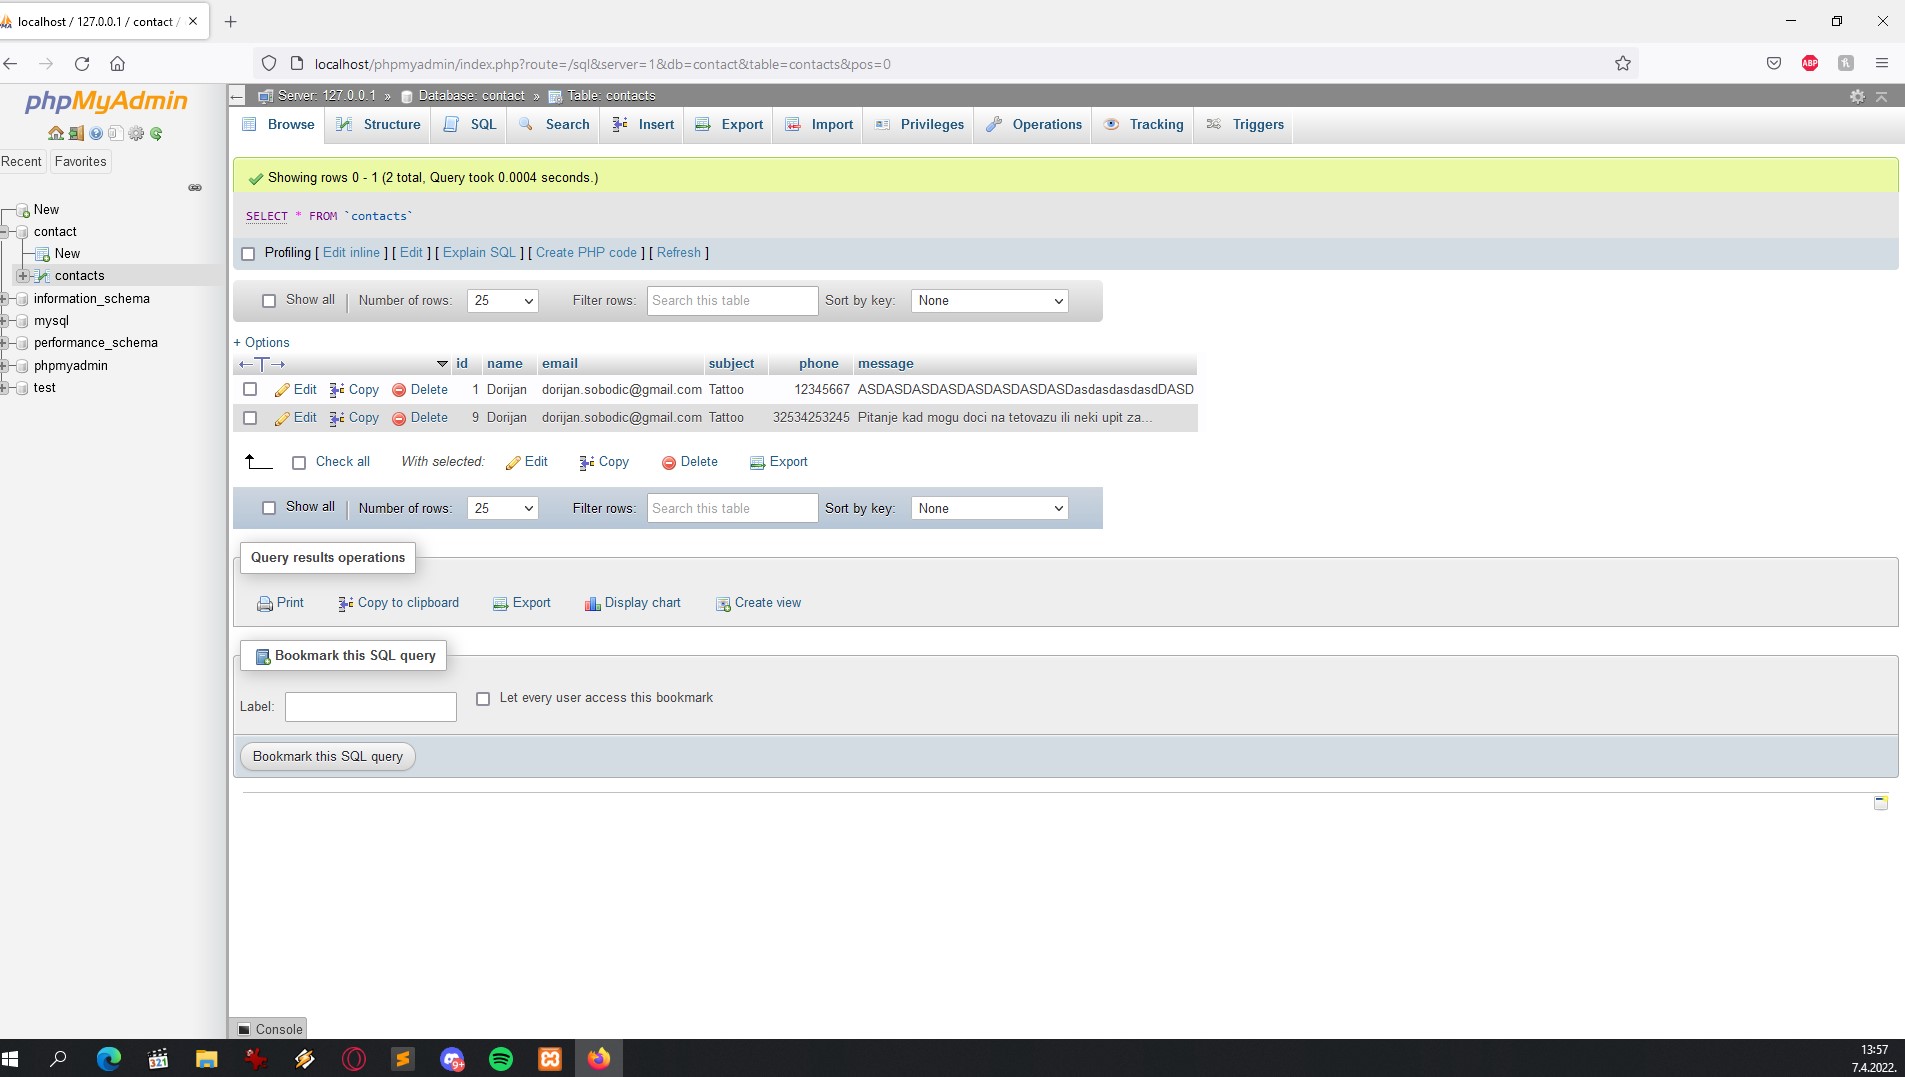 localhost / 127.0.0.1 / contact /
localhost/phpmyadmin/index.php?route=/sql&server=1&db=contact&table=contacts&pos=0
ABP
phpMyAdmin
Recent Favorites
New
contact
New
contacts
information_schema
mysql
performance_schema
phpmyadmin
test
Server: 127.0.0.1 » Database: contact » Table: contacts
Browse Structure SQL Search Insert Export Import Privileges Operations Tracking Triggers
Showing rows 0 - 1 (2 total, Query took 0.0004 seconds.)
SELECT * FROM `contacts`
Profiling [ Edit inline ] [ Edit ] [ Explain SQL ] [ Create PHP code ] [ Refresh ]
Show all | Number of rows: 25 Filter rows: Search this table Sort by key: None
+ Options
←T→ id name email subject phone message
Edit Copy Delete 1 Dorijan dorijan.sobodic@gmail.com Tattoo 12345667 ASDASDASDASDASDASDASDASDasdasdasdasdDASD
Edit Copy Delete 9 Dorijan dorijan.sobodic@gmail.com Tattoo 32534253245 Pitanje kad mogu doci na tetovazu ili neki upit za...
Check all With selected: Edit Copy Delete Export
Show all | Number of rows: 25 Filter rows: Search this table Sort by key: None
Query results operations
Print Copy to clipboard Export Display chart Create view
Bookmark this SQL query
Label: Let every user access this bookmark
Bookmark this SQL query
Console
321
9+
13:57
7.4.2022.